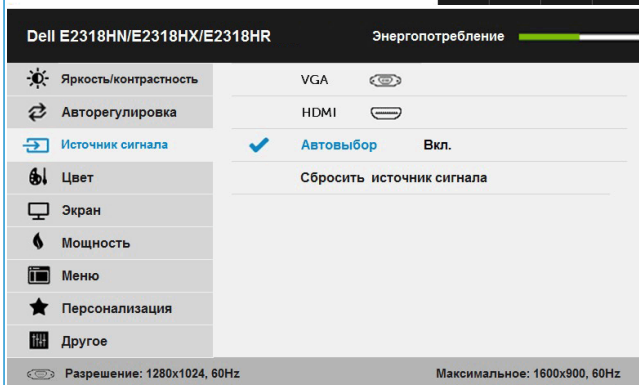 Dell E2318HN/E2318HX/E2318HR Энергопотребление
Яркость/контрастность VGA
Авторегулировка HDMI
Источник сигнала Автовыбор Вкл.
Цвет Сбросить источник сигнала
Экран
Мощность
Меню
Персонализация
Другое
Разрешение: 1280x1024, 60Hz Максимальное: 1600x900, 60Hz